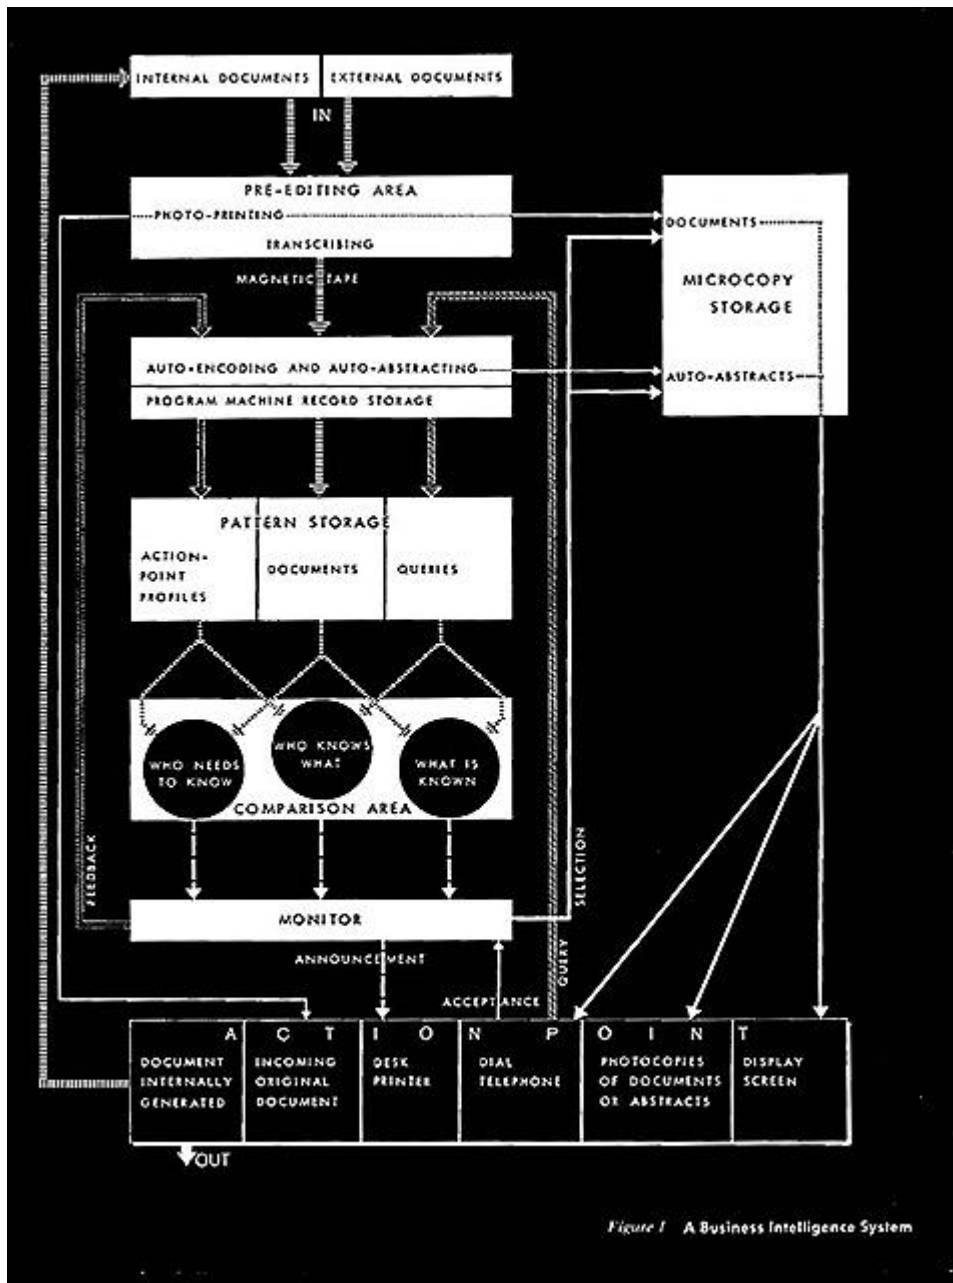 INTERNAL DOCUMENTS
EXTERNAL DOCUMENTS
IN
PRE-EDITING AREA
PHOTO-PRINTING
TRANSCRIBING
MAGNETIC TAPE
DOCUMENTS
MICROCOPY
STORAGE
AUTO-ABSTRACTS
AUTO-ENCODING AND AUTO-ABSTRACTING
PROGRAM MACHINE RECORD STORAGE
PATTERN STORAGE
ACTION-
POINT
PROFILES
DOCUMENTS
QUERIES
WHO NEEDS
TO KNOW
WHO KNOWS
WHAT
WHAT IS
KNOWN
COMPARISON AREA
FEEDBACK
SELECTION
MONITOR
ANNOUNCEMENT
QUERY
ACCEPTANCE
ACTION POINT
DOCUMENT
INTERNALLY
GENERATED
INCOMING
ORIGINAL
DOCUMENT
DESK
PRINTER
DIAL
TELEPHONE
PHOTOCOPIES
OF DOCUMENTS
OR ABSTRACTS
DISPLAY
SCREEN
OUT
Figure 1 A Business Intelligence System